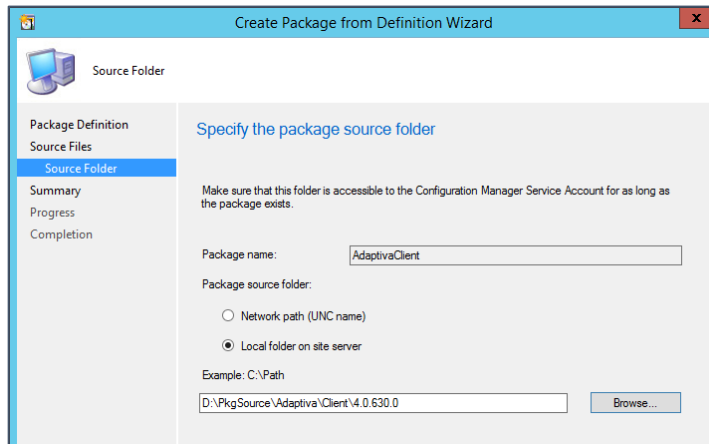 Create Package from Definition Wizard
x
Source Folder
Package Definition
Source Files
Source Folder
Summary
Progress
Completion
Specify the package source folder
Make sure that this folder is accessible to the Configuration Manager Service Account for as long as
the package exists.
Package name:
AdaptivaClient
Package source folder:
Network path (UNC name)
Local folder on site server
Example: C:\Path
D:\PkgSource\Adaptiva\Client\4.0.630.0
Browse...